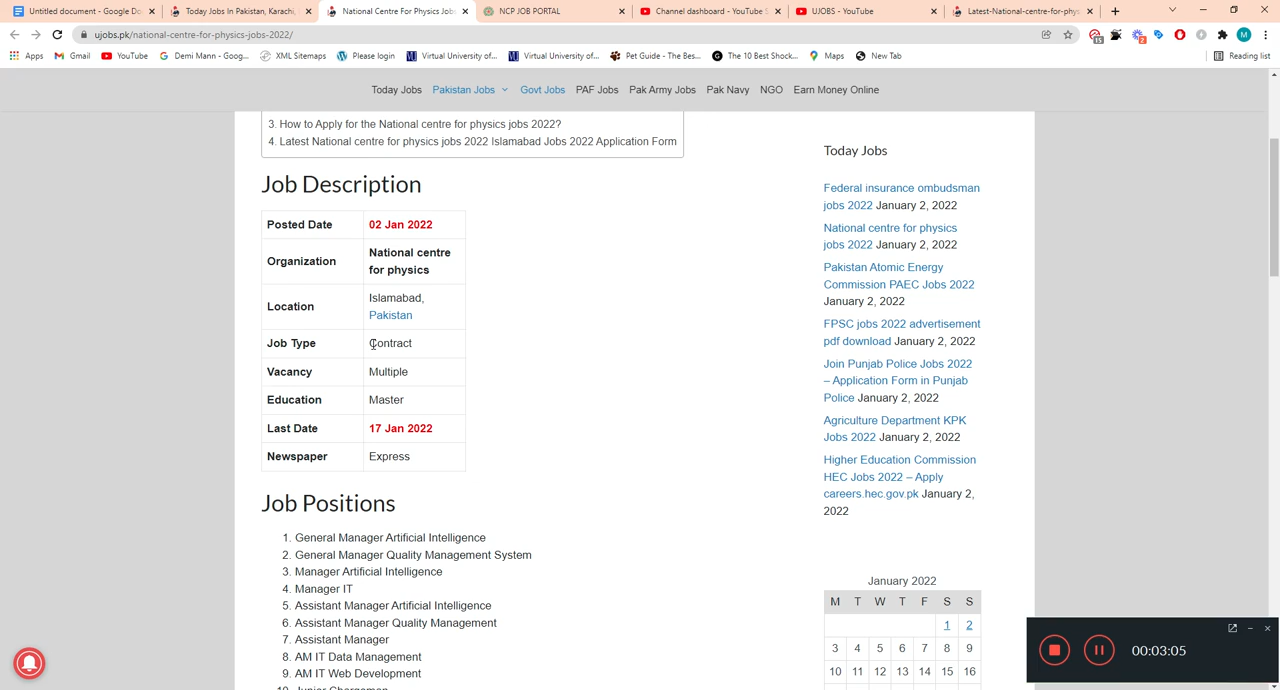 Untitled document - Google Do
Today Jobs In Pakistan, Karachi,
National Centre For Physics Job
NCP JOB PORTAL
Channel dashboard - YouTube S
UJOBS - YouTube
Latest-National-centre-for-phys
ujobs.pk/national-centre-for-physics-jobs-2022/
15
2
M
Apps
Gmail
YouTube
Demi Mann - Goog...
XML Sitemaps
Please login
Virtual University of...
Virtual University of...
Pet Guide - The Bes...
The 10 Best Shock...
Maps
New Tab
Reading list
Today Jobs
Pakistan Jobs
Govt Jobs
PAF Jobs
Pak Army Jobs
Pak Navy
NGO
Earn Money Online
3. How to Apply for the National centre for physics jobs 2022?
4. Latest National centre for physics jobs 2022 Islamabad Jobs 2022 Application Form
Job Description
Posted Date 02 Jan 2022
Organization National centre
for physics
Location Islamabad,
Pakistan
Job Type Contract
Vacancy Multiple
Education Master
Last Date 17 Jan 2022
Newspaper Express
Job Positions
1. General Manager Artificial Intelligence
2. General Manager Quality Management System
3. Manager Artificial Intelligence
4. Manager IT
5. Assistant Manager Artificial Intelligence
6. Assistant Manager Quality Management
7. Assistant Manager
8. AM IT Data Management
9. AM IT Web Development
10. Junior Chargeman
Today Jobs
Federal insurance ombudsman
jobs 2022 January 2, 2022
National centre for physics
jobs 2022 January 2, 2022
Pakistan Atomic Energy
Commission PAEC Jobs 2022
January 2, 2022
FPSC jobs 2022 advertisement
pdf download January 2, 2022
Join Punjab Police Jobs 2022
– Application Form in Punjab
Police January 2, 2022
Agriculture Department KPK
Jobs 2022 January 2, 2022
Higher Education Commission
HEC Jobs 2022 – Apply
careers.hec.gov.pk January 2,
2022
January 2022
M T W T F S S
1 2
3 4 5 6 7 8 9
10 11 12 13 14 15 16
00:03:05